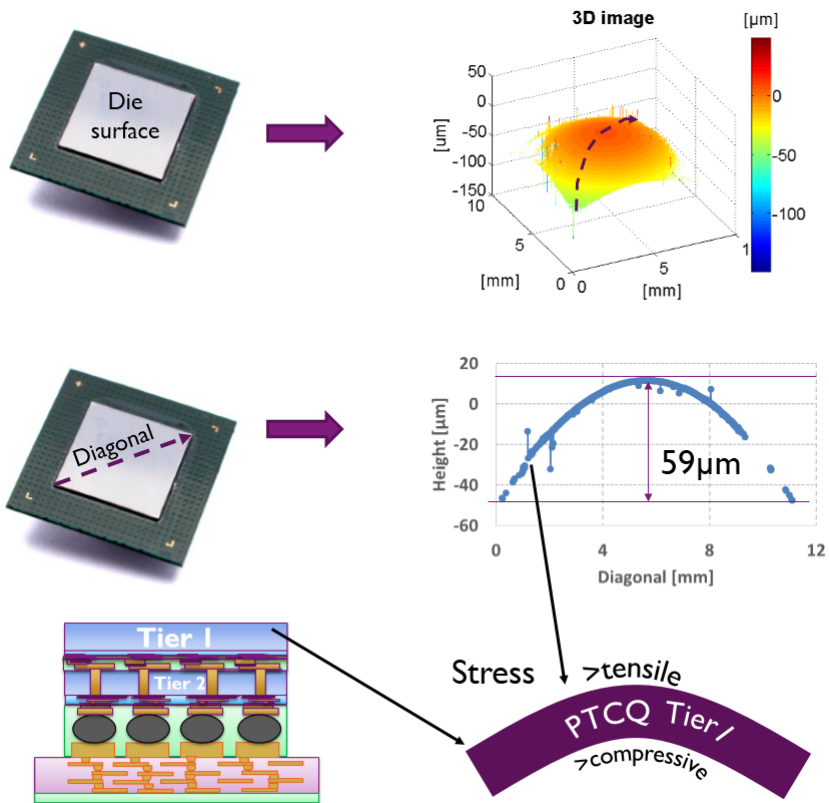 3D image
[µm]
Die
surface
50
0
-50
-100
-150
[um]
10
5
0
[mm]
0
5
1
[mm]
0
-50
-100
Diagonal
20
0
-20
-40
-60
Height [µm]
59µm
0
4
8
12
Diagonal [mm]
Tier 1
Tier 2
Stress
>tensile
PTCQ Tier1
>compressive